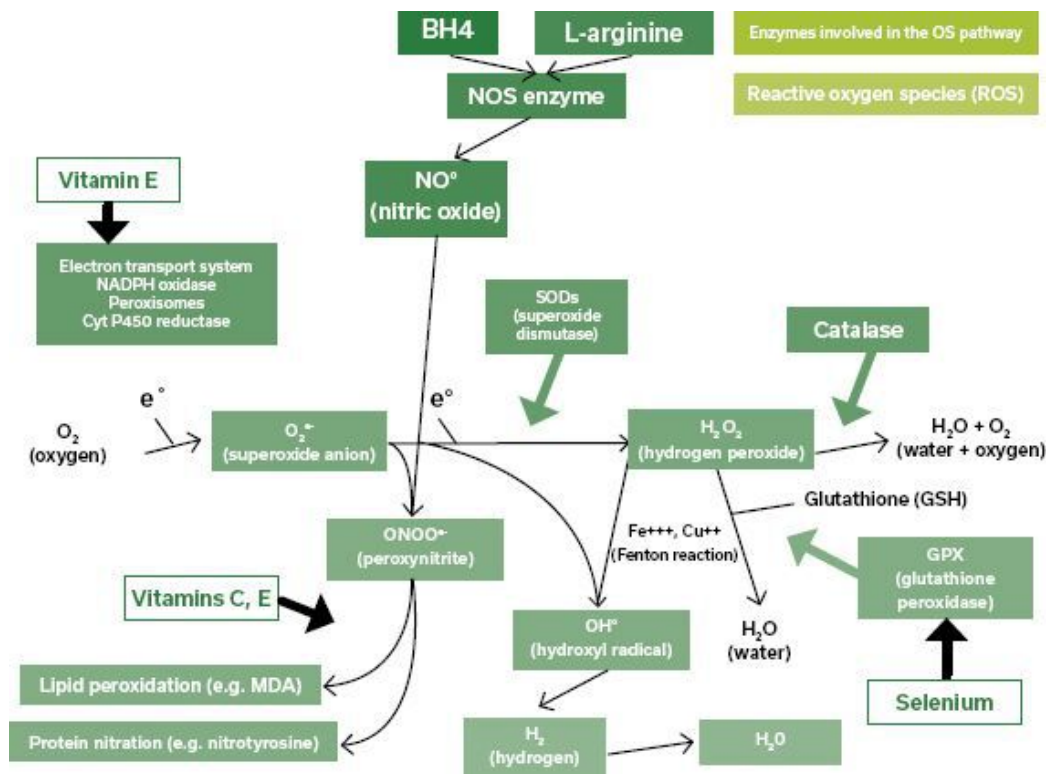 BH4
L-arginine
Enzymes involved in the OS pathway
NOS enzyme
Reactive oxygen species (ROS)
Vitamin E
NO°
(nitric oxide)
Electron transport system
NADPH oxidase
Peroxisomes
Cyt P450 reductase
SODs
(superoxide
dismutase)
Catalase
e°
e°
O₂
(oxygen)
O₂•-
(superoxide anion)
H₂O₂
(hydrogen peroxide)
H₂O + O₂
(water + oxygen)
Glutathione (GSH)
ONOO•-
(peroxynitrite)
Fe+++, Cu++
(Fenton reaction)
GPX
(glutathione
peroxidase)
Vitamins C, E
OH°
(hydroxyl radical)
H₂O
(water)
Lipid peroxidation (e.g. MDA)
Selenium
Protein nitration (e.g. nitrotyrosine)
H₂
(hydrogen)
H₂0